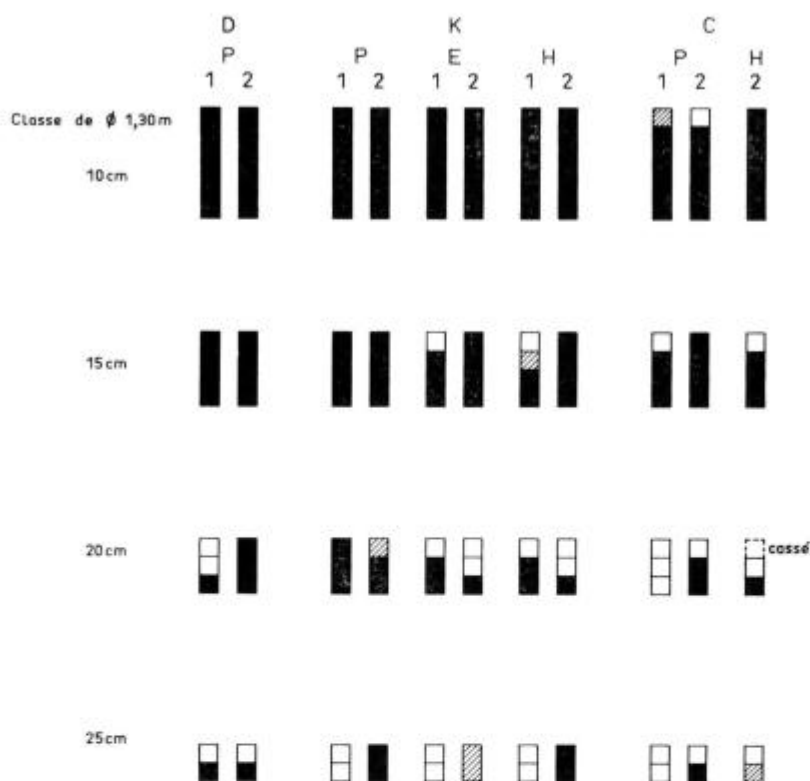 D K C
P P E H P H
1 2 1 2 1 2 1 2 1 2 2
Classe de ϕ 1,30m
10cm
15cm
20cm
cassé
25cm